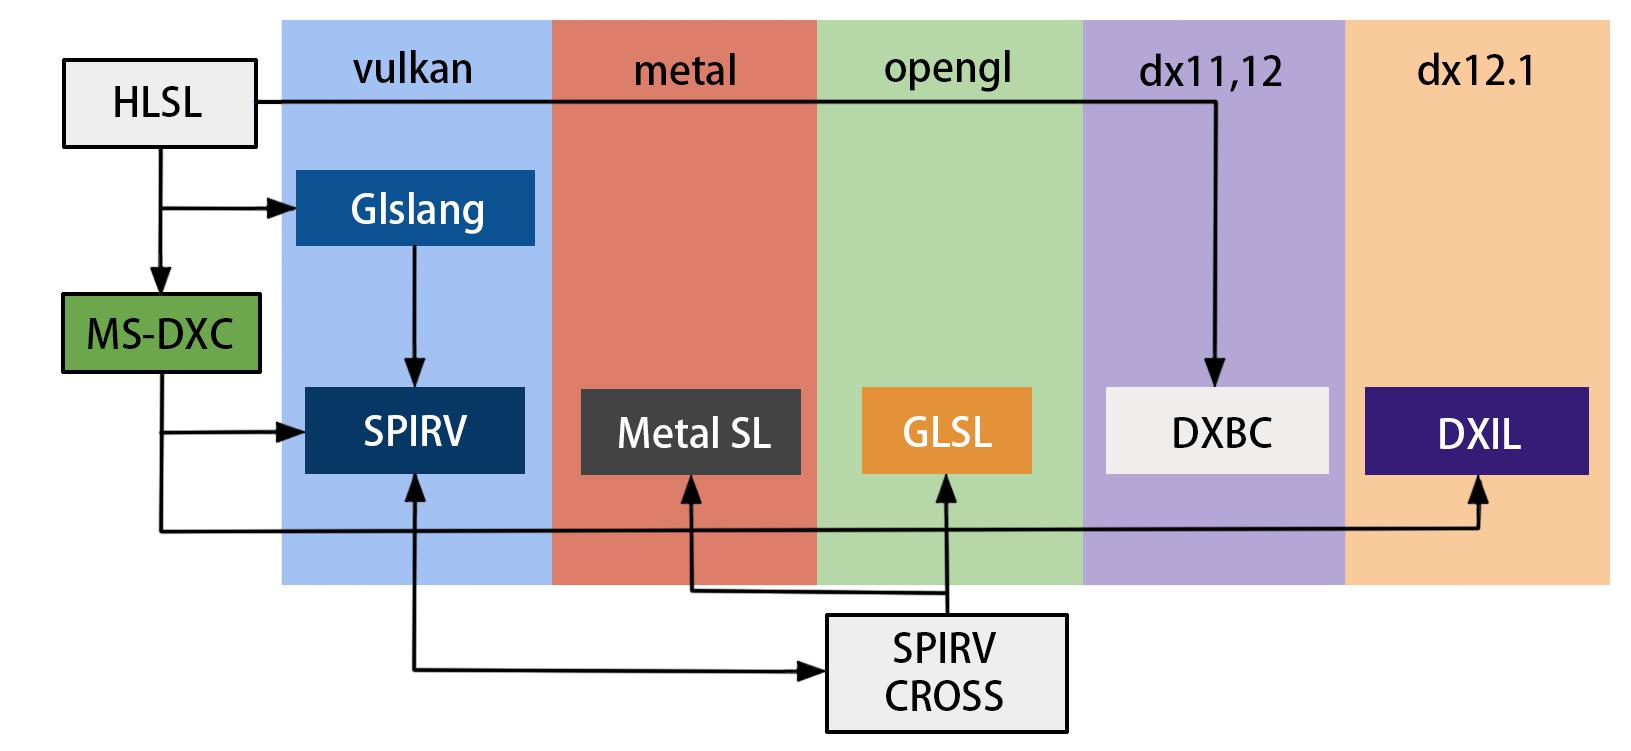 vulkan
metal
opengl
dx11,12
dx12.1
HLSL
Glslang
MS-DXC
SPIRV
Metal SL
GLSL
DXBC
DXIL
SPIRV
CROSS